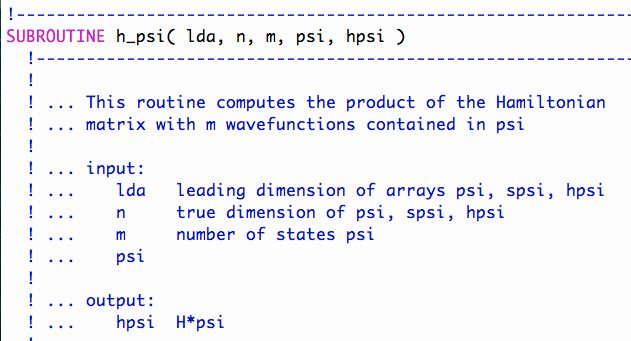 !---------------------------------------------------------------
SUBROUTINE h_psi( lda, n, m, psi, hpsi )
  !-------------------------------------------------------------
  !
  ! ... This routine computes the product of the Hamiltonian
  ! ... matrix with m wavefunctions contained in psi
  !
  ! ... input:
  ! ...    lda   leading dimension of arrays psi, spsi, hpsi
  ! ...    n     true dimension of psi, spsi, hpsi
  ! ...    m     number of states psi
  ! ...    psi
  !
  ! ... output:
  ! ...    hpsi  H*psi
  !